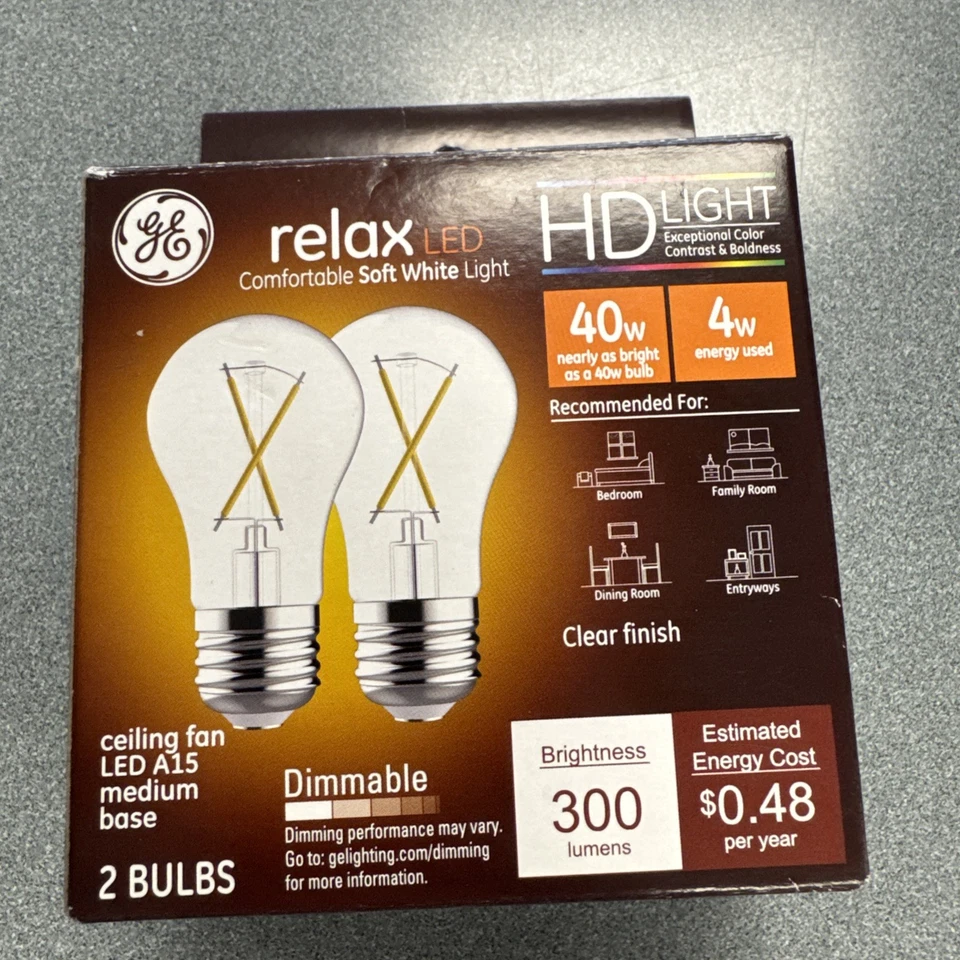 GE
relax LED
Comfortable Soft White Light
HD LIGHT
Exceptional Color
Contrast & Boldness
40w
nearly as bright
as a 40w bulb
4w
energy used
Recommended For:
Bedroom
Family Room
Dining Room
Entryways
Clear finish
ceiling fan
LED A15
medium
base
2 BULBS
Dimmable
Dimming performance may vary.
Go to: gelighting.com/dimming
for more information.
Brightness
300
lumens
Estimated
Energy Cost
$0.48
per year